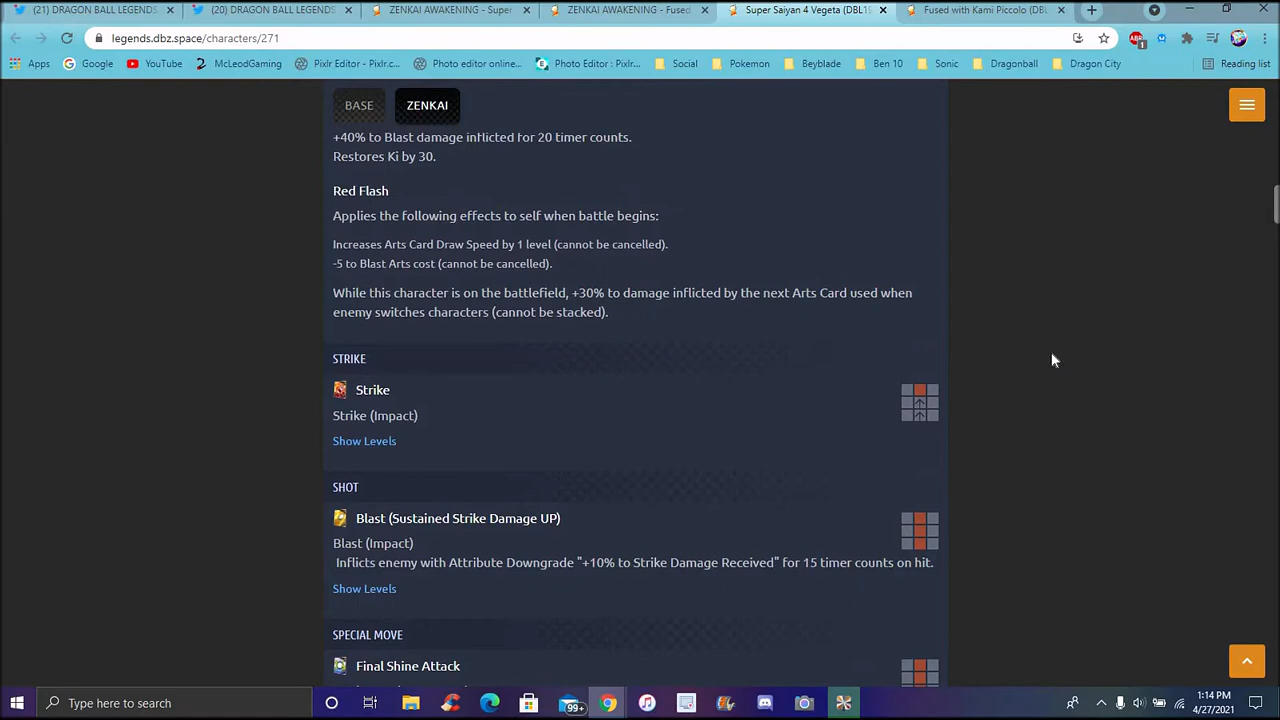 (21) DRAGON BALL LEGENDS
(20) DRAGON BALL LEGENDS
ZENKAI AWAKENING - Super
ZENKAI AWAKENING - Fused
Super Saiyan 4 Vegeta (DBL19
Fused with Kami Piccolo (DBL
legends.dbz.space/characters/271
Apps
Google
YouTube
McLeodGaming
Pixlr Editor - Pixlr.c...
Photo editor online...
Photo Editor : Pixlr...
Social
Pokemon
Beyblade
Ben 10
Sonic
Dragonball
Dragon City
Reading list
BASE
ZENKAI
+40% to Blast damage inflicted for 20 timer counts.
Restores Ki by 30.
Red Flash
Applies the following effects to self when battle begins:
Increases Arts Card Draw Speed by 1 level (cannot be cancelled).
-5 to Blast Arts cost (cannot be cancelled).
While this character is on the battlefield, +30% to damage inflicted by the next Arts Card used when
enemy switches characters (cannot be stacked).
STRIKE
Strike
Strike (Impact)
Show Levels
SHOT
Blast (Sustained Strike Damage UP)
Blast (Impact)
Inflicts enemy with Attribute Downgrade "+10% to Strike Damage Received" for 15 timer counts on hit.
Show Levels
SPECIAL MOVE
Final Shine Attack
Type here to search
99+
1:14 PM
4/27/2021